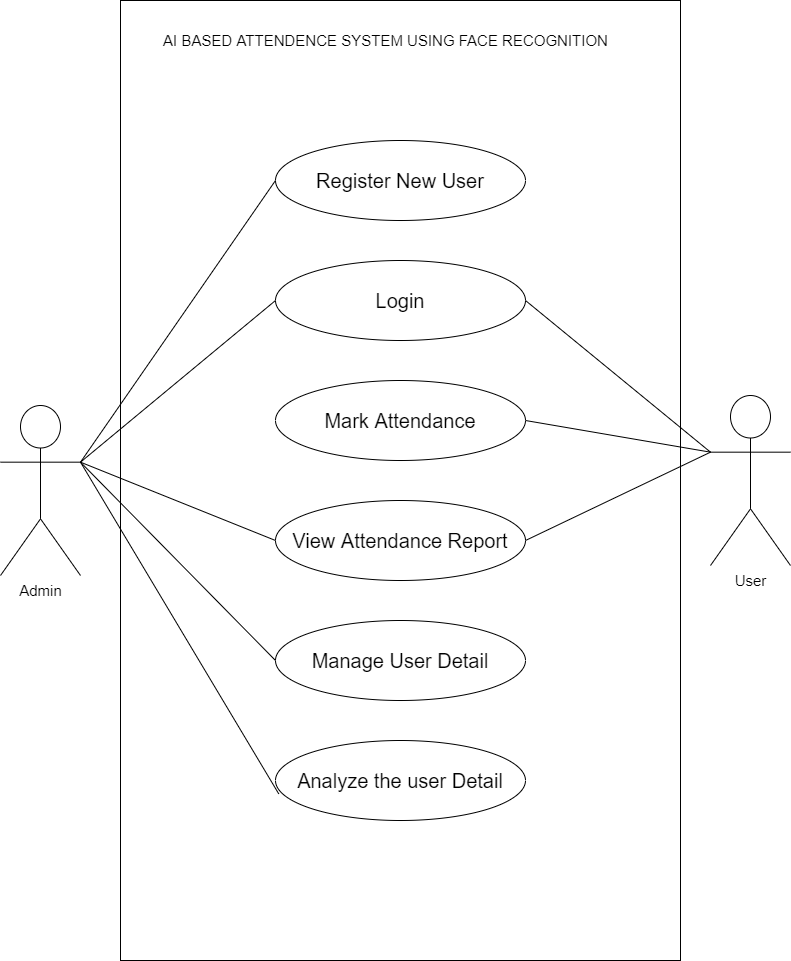 AI BASED ATTENDENCE SYSTEM USING FACE RECOGNITION
Register New User
Login
Mark Attendance
View Attendance Report
Admin
User
Manage User Detail
Analyze the user Detail